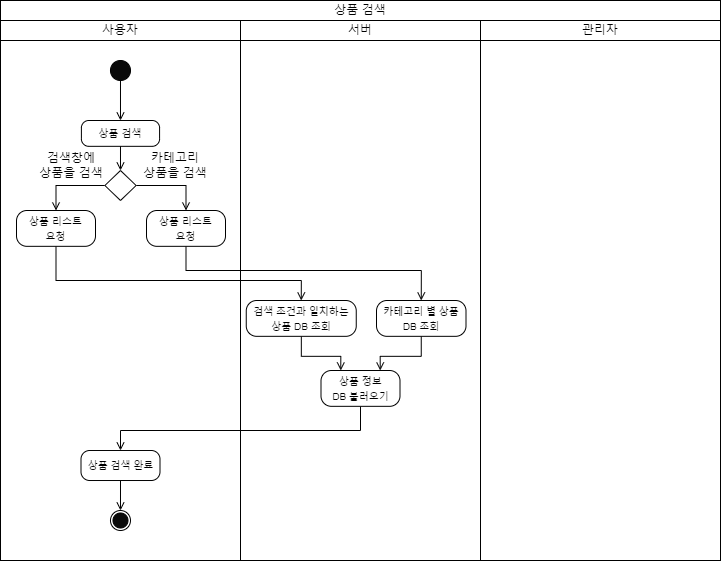 상품 검색
사용자
서버
관리자
상품 검색
검색창에
상품을 검색
카테고리
상품을 검색
상품 리스트
요청
상품 리스트
요청
검색 조건과 일치하는
상품 DB 조회
카테고리 별 상품
DB 조회
상품 정보
DB 불러오기
상품 검색 완료